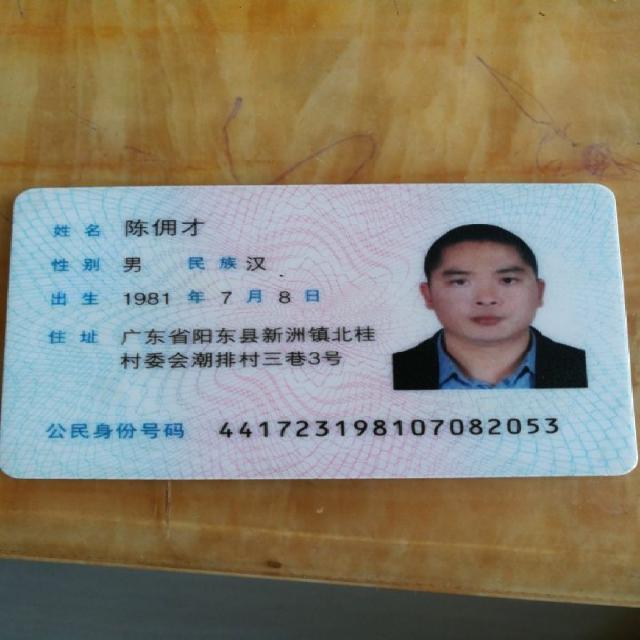 姓名 陈佣才
性别 男 民族 汉
出生 1981 年 7 月 8 日
住址 广东省阳东县新洲镇北桂
村委会潮排村三巷3号
公民身份号码 441723198107082053